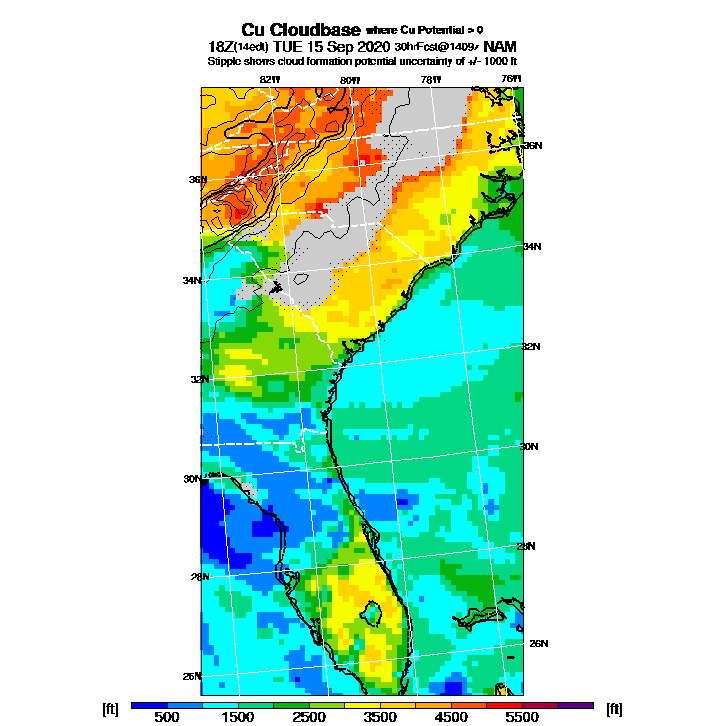 Cu Cloudbase where Cu Potential > 0
18Z(14edt) TUE 15 Sep 2020 30hrFcst@1409z NAM
Stipple shows cloud formation potential uncertainty of +/- 1000 ft
82W 80W 78W 76W
36N
36N
34N
34N
32N
32N
30N
30N
28N
28N
26N
26N
[ft] 500 1500 2500 3500 4500 5500 [ft]